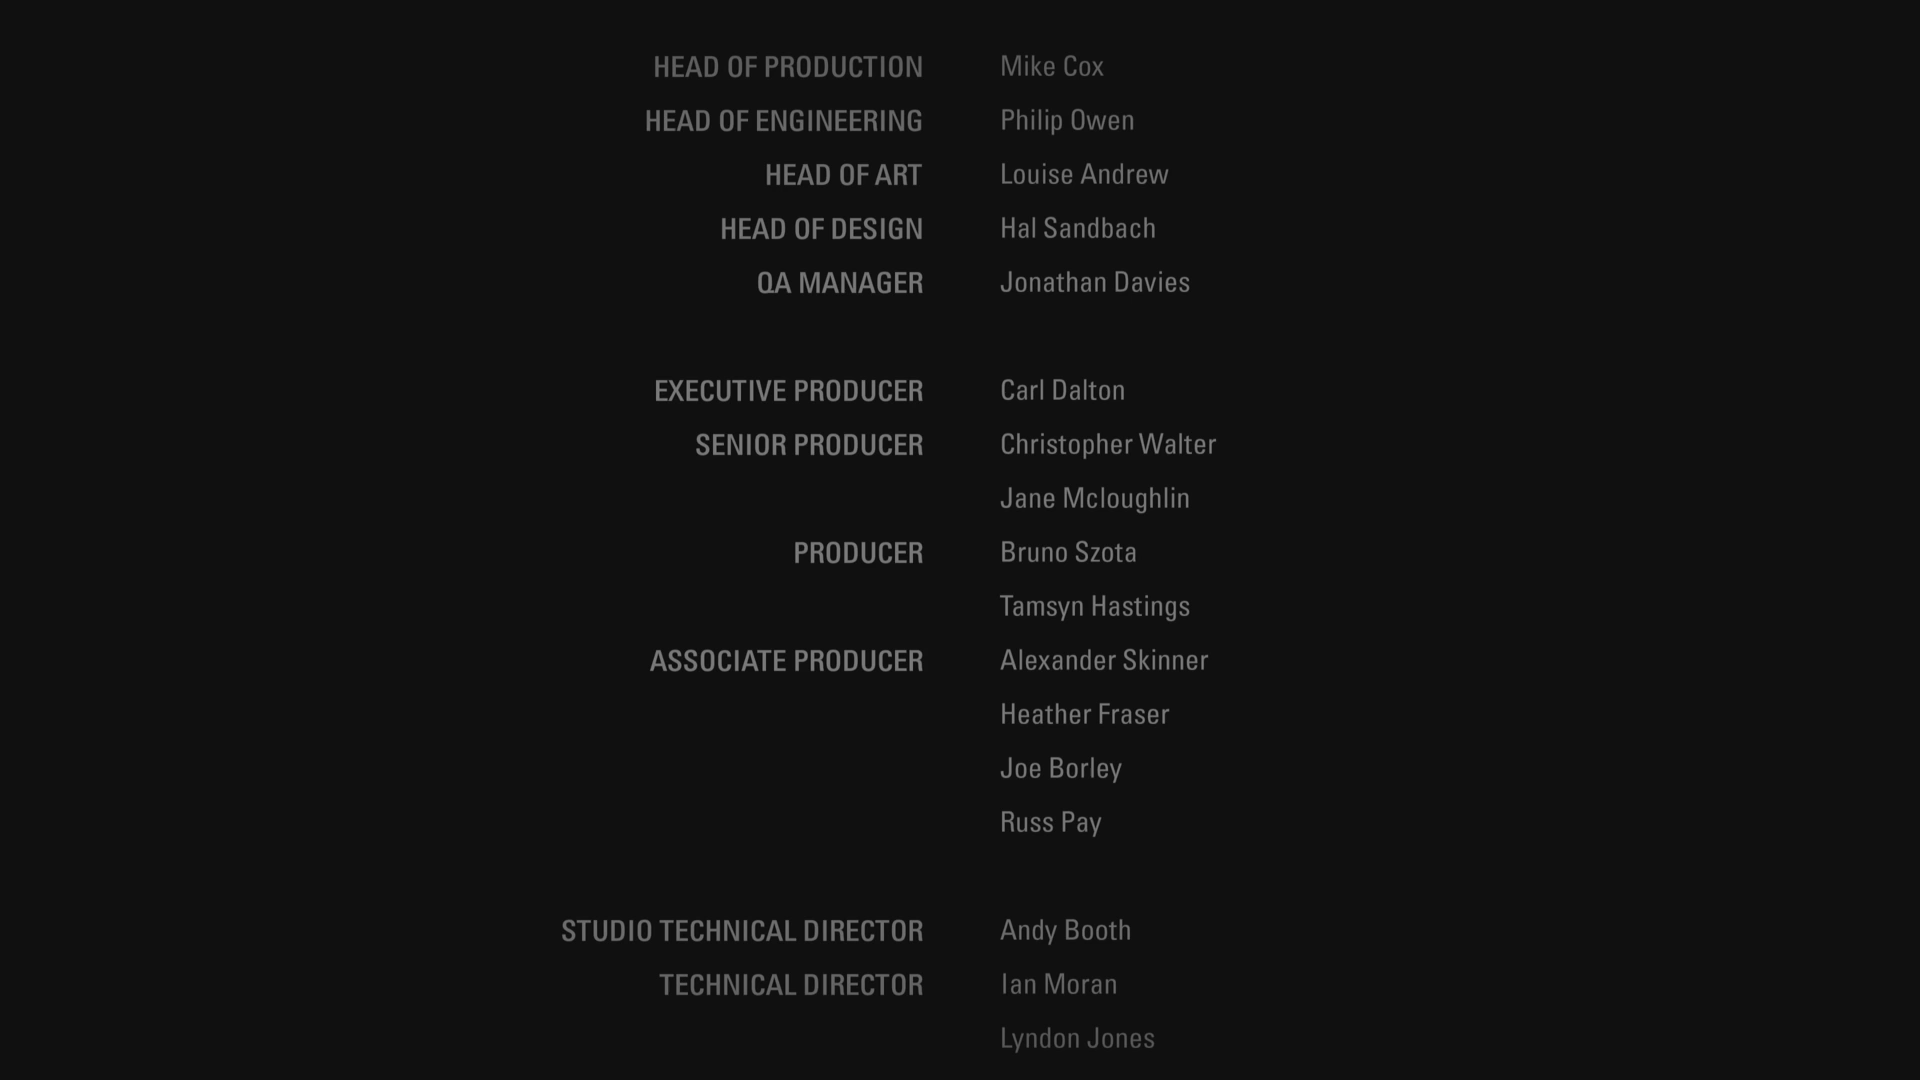 HEAD OF PRODUCTION Mike Cox
HEAD OF ENGINEERING Philip Owen
HEAD OF ART Louise Andrew
HEAD OF DESIGN Hal Sandbach
QA MANAGER Jonathan Davies
EXECUTIVE PRODUCER Carl Dalton
SENIOR PRODUCER Christopher Walter
Jane Mcloughlin
PRODUCER Bruno Szota
Tamsyn Hastings
ASSOCIATE PRODUCER Alexander Skinner
Heather Fraser
Joe Borley
Russ Pay
STUDIO TECHNICAL DIRECTOR Andy Booth
TECHNICAL DIRECTOR Ian Moran
Lyndon Jones